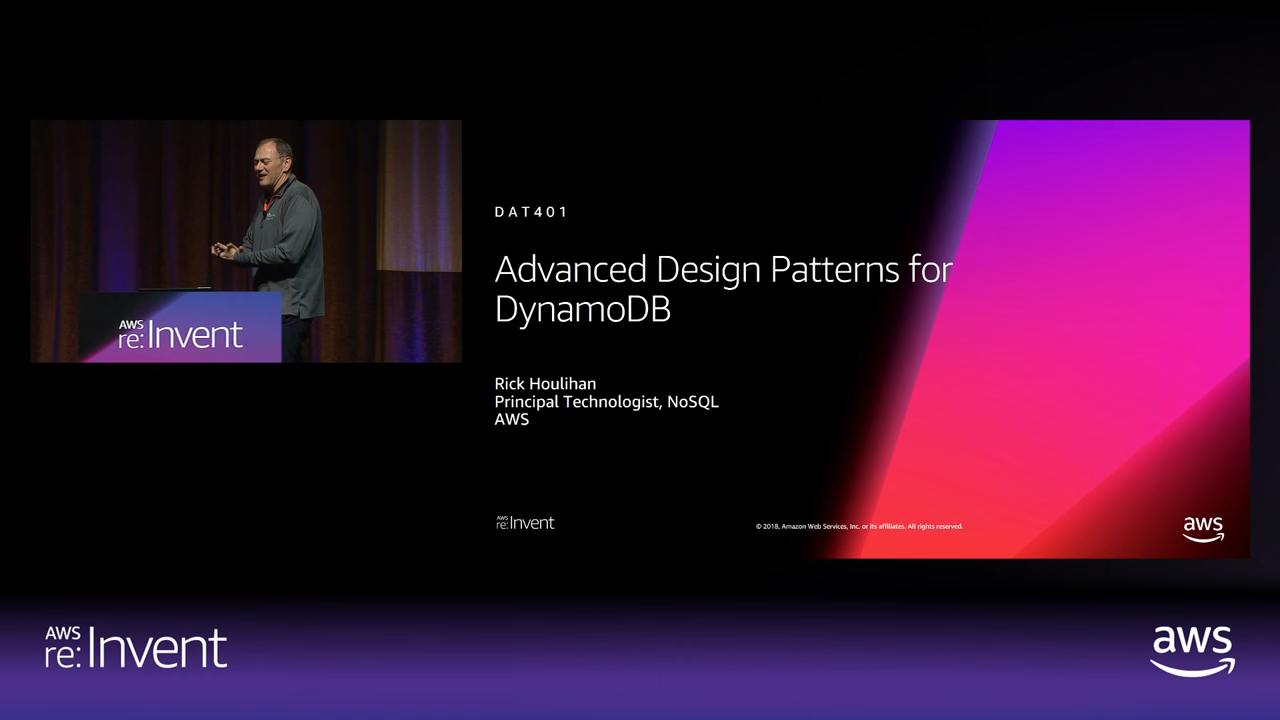 DAT401
Advanced Design Patterns for
DynamoDB
Rick Houlihan
Principal Technologist, NoSQL
AWS
AWS
re:Invent
AWS
re:Invent
© 2018, Amazon Web Services, Inc. or its affiliates. All rights reserved.
aws
AWS
re:Invent
aws